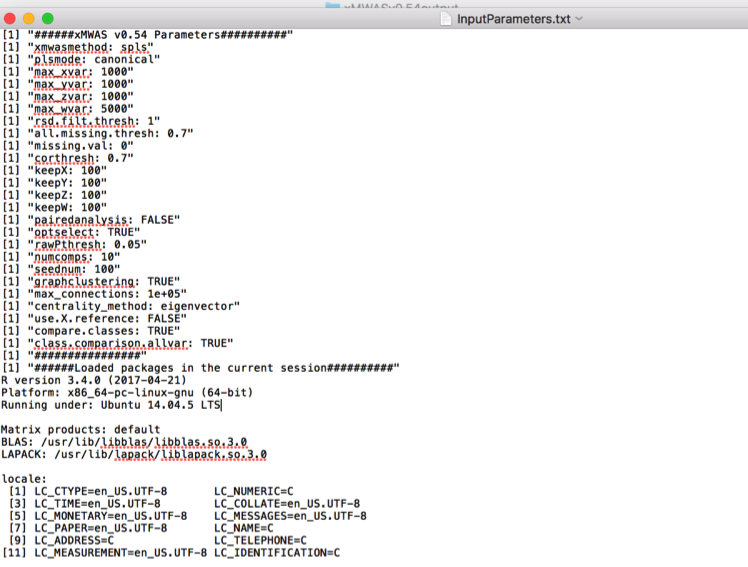 xMWASv0.54output
InputParameters.txt
[1] "######xMWAS v0.54 Parameters##########"
[1] "xmwasmethod: spls"
[1] "plsmode: canonical"
[1] "max_xvar: 1000"
[1] "max_yvar: 1000"
[1] "max_zvar: 1000"
[1] "max_wvar: 5000"
[1] "rsd.filt.thresh: 1"
[1] "all.missing.thresh: 0.7"
[1] "missing.val: 0"
[1] "corthresh: 0.7"
[1] "keepX: 100"
[1] "keepY: 100"
[1] "keepZ: 100"
[1] "keepW: 100"
[1] "pairedanalysis: FALSE"
[1] "optselect: TRUE"
[1] "rawPthresh: 0.05"
[1] "numcomps: 10"
[1] "seednum: 100"
[1] "graphclustering: TRUE"
[1] "max_connections: 1e+05"
[1] "centrality_method: eigenvector"
[1] "use.X.reference: FALSE"
[1] "compare.classes: TRUE"
[1] "class.comparison.allvar: TRUE"
[1] "################"
[1] "######Loaded packages in the current session##########"
R version 3.4.0 (2017-04-21)
Platform: x86_64-pc-linux-gnu (64-bit)
Running under: Ubuntu 14.04.5 LTS
Matrix products: default
BLAS: /usr/lib/libblas/libblas.so.3.0
LAPACK: /usr/lib/lapack/liblapack.so.3.0
locale:
[1] LC_CTYPE=en_US.UTF-8 LC_NUMERIC=C
[3] LC_TIME=en_US.UTF-8 LC_COLLATE=en_US.UTF-8
[5] LC_MONETARY=en_US.UTF-8 LC_MESSAGES=en_US.UTF-8
[7] LC_PAPER=en_US.UTF-8 LC_NAME=C
[9] LC_ADDRESS=C LC_TELEPHONE=C
[11] LC_MEASUREMENT=en_US.UTF-8 LC_IDENTIFICATION=C